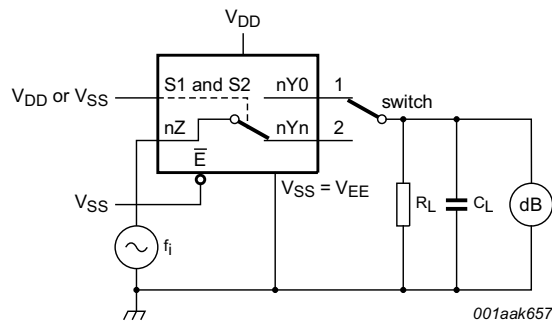 VDD
VDD or VSS
S1 and S2
nY0
1
switch
nZ
nYn
2
E
VSS
VSS = VEE
RL
CL
dB
fi
001aak657